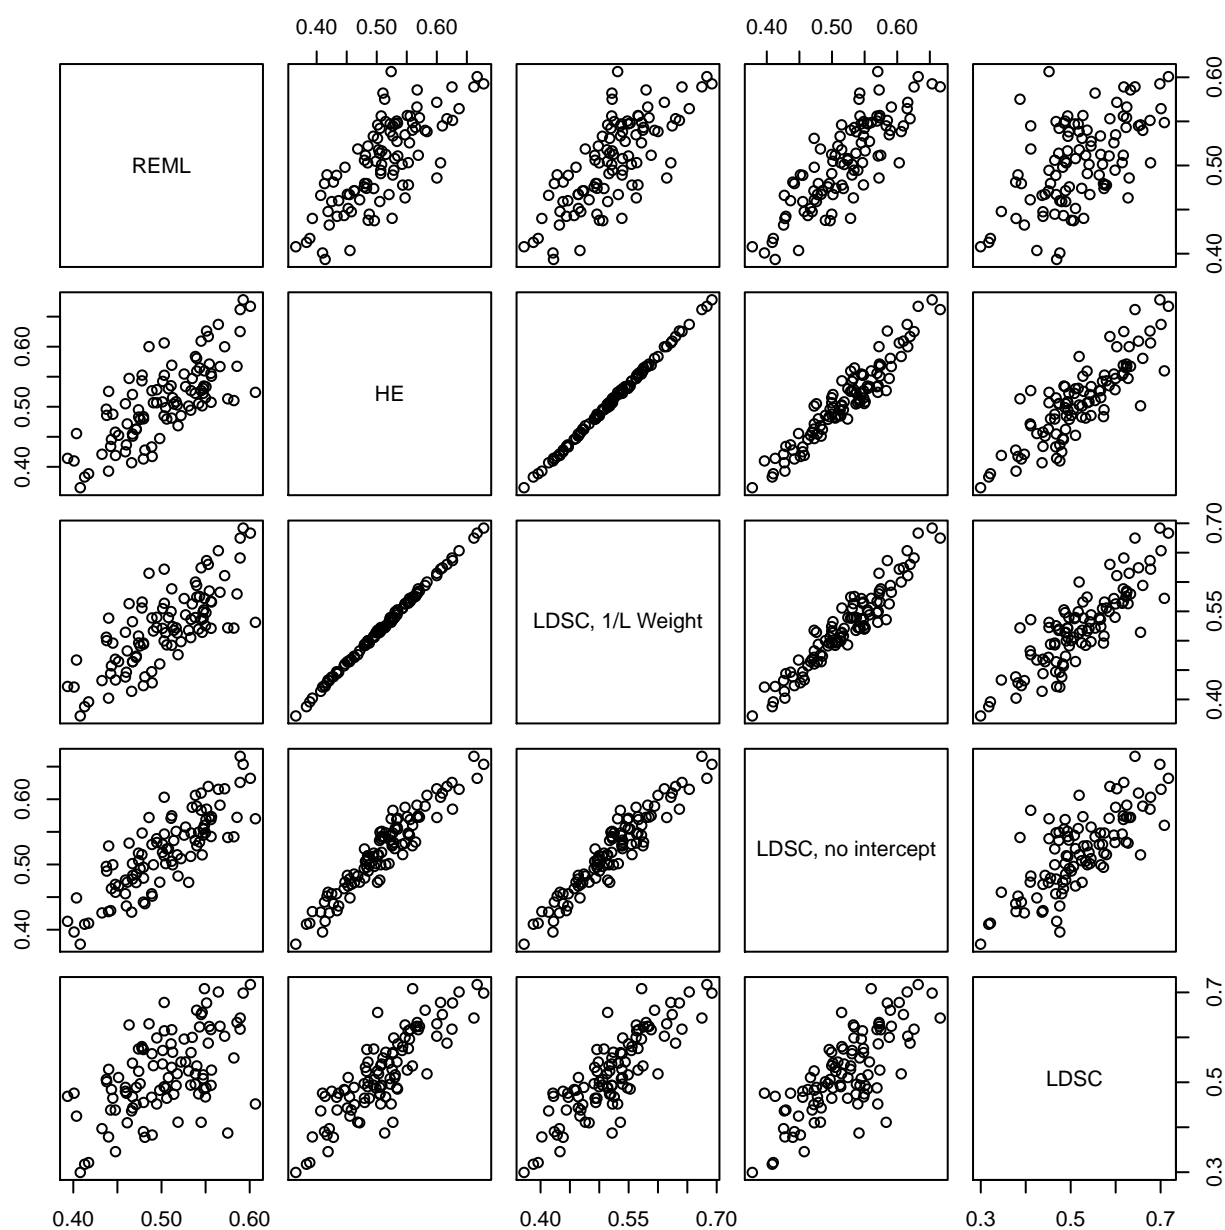 0.40 0.50 0.60 0.40 0.50 0.60
REML 0.40 0.50 0.60
0.40 0.50 0.60 HE
LDSC, 1/L Weight 0.40 0.55 0.70
0.40 0.50 0.60 LDSC, no intercept
LDSC 0.3 0.5 0.7
0.40 0.50 0.60 0.40 0.55 0.70 0.3 0.5 0.7